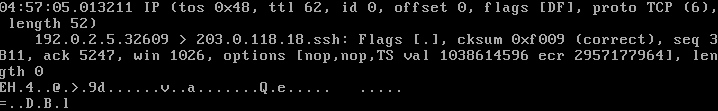 04:57:05.013211 IP (tos 0x48, ttl 62, id 0, offset 0, flags [DF], proto TCP (6),
length 52)
192.0.2.5.32609 > 203.0.118.18.ssh: Flags [.], cksum 0xf009 (correct), seq 3
811, ack 5247, win 1026, options [nop,nop,TS val 1038614596 ecr 2957177964], len
gth 0
EH.4..@.>.9d......v..a.......Q.e..... .....
=..D.B.l